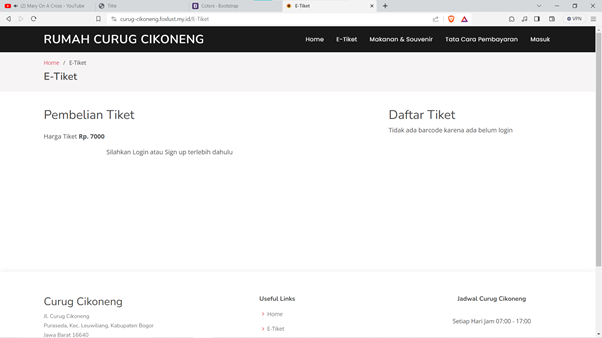 (2) Mary On A Cross - YouTube
Title
Colors · Bootstrap
E-Tiket
curug-cikoneng.foxdust.my.id/E-Tiket
VPN
RUMAH CURUG CIKONENG
Home
E-Tiket
Makanan & Souvenir
Tata Cara Pembayaran
Masuk
Home / E-Tiket
E-Tiket
Pembelian Tiket
Harga Tiket Rp. 7000
Silahkan Login atau Sign up terlebih dahulu
Daftar Tiket
Tidak ada barcode karena ada belum login
Curug Cikoneng
Jl. Curug Cikoneng
Puraseda, Kec. Leuwiliang, Kabupaten Bogor
Jawa Barat 16640
Useful Links
Home
E-Tiket
Jadwal Curug Cikoneng
Setiap Hari Jam 07:00 - 17:00